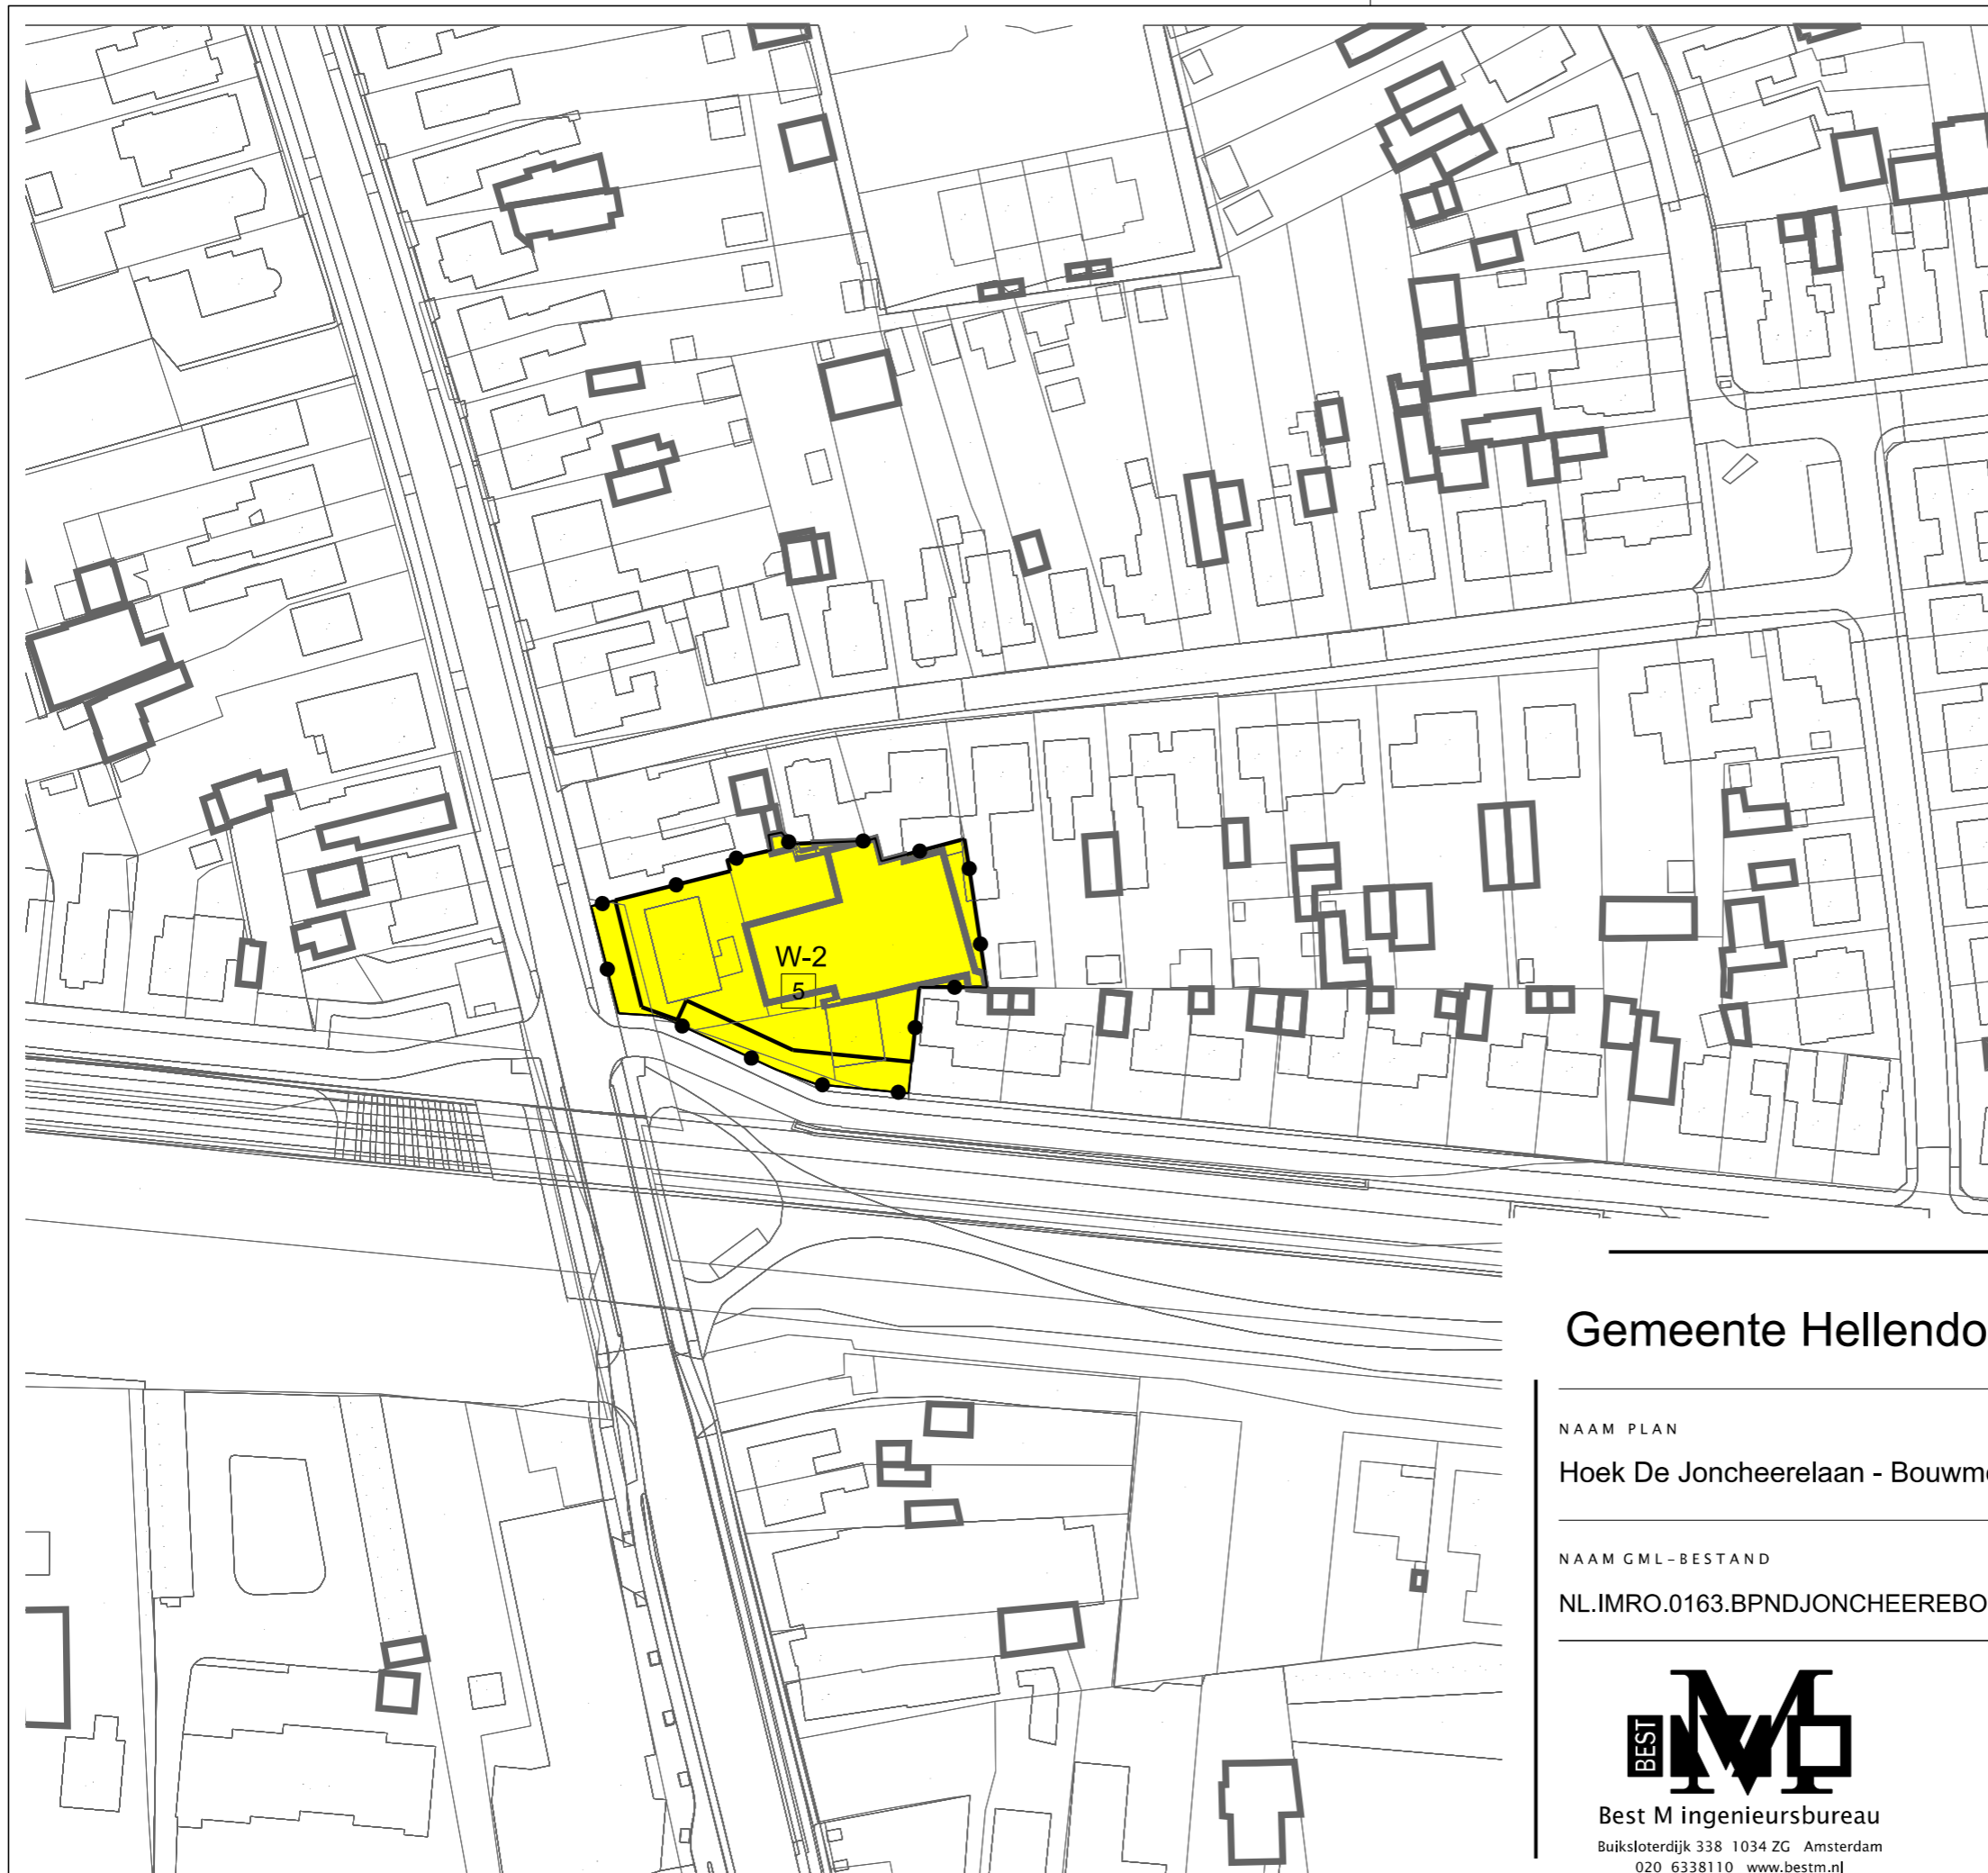 W-2
5
Gemeente Hellendo
NAAM PLAN
Hoek De Joncheerelaan - Bouwm
NAAM GML-BESTAND
NL.IMRO.0163.BPNDJONCHEEREBO
BEST
M
Best M ingenieursbureau
Buiksloterdijk 338 1034 ZG Amsterdam
020 6338110 www.bestm.nl